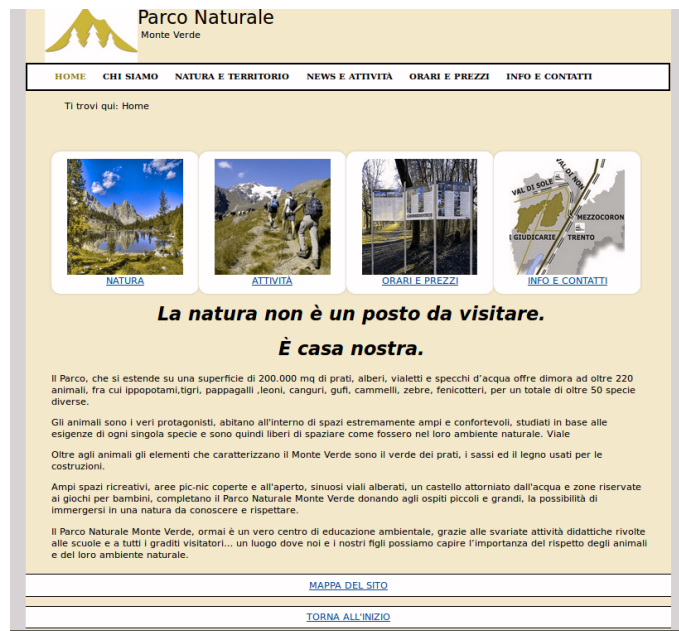 Parco Naturale
Monte Verde
HOME CHI SIAMO NATURA E TERRITORIO NEWS E ATTIVITÀ ORARI E PREZZI INFO E CONTATTI
Ti trovi qui: Home
VAL DI SOLE
VAL DI NON
MEZZOCORON
GIUDICARIE
TRENTO
NATURA ATTIVITÀ ORARI E PREZZI INFO E CONTATTI
La natura non è un posto da visitare.
È casa nostra.
Il Parco, che si estende su una superficie di 200.000 mq di prati, alberi, vialetti e specchi d’acqua offre dimora ad oltre 220
animali, fra cui ippopotami,tigri, pappagalli ,leoni, canguri, gufi, cammelli, zebre, fenicotteri, per un totale di oltre 50 specie
diverse.
Gli animali sono i veri protagonisti, abitano all'interno di spazi estremamente ampi e confortevoli, studiati in base alle
esigenze di ogni singola specie e sono quindi liberi di spaziare come fossero nel loro ambiente naturale. Viale
Oltre agli animali gli elementi che caratterizzano il Monte Verde sono il verde dei prati, i sassi ed il legno usati per le
costruzioni.
Ampi spazi ricreativi, aree pic-nic coperte e all'aperto, sinuosi viali alberati, un castello attorniato dall'acqua e zone riservate
ai giochi per bambini, completano il Parco Naturale Monte Verde donando agli ospiti piccoli e grandi, la possibilità di
immergersi in una natura da conoscere e rispettare.
Il Parco Naturale Monte Verde, ormai è un vero centro di educazione ambientale, grazie alle svariate attività didattiche rivolte
alle scuole e a tutti i graditi visitatori... un luogo dove noi e i nostri figli possiamo capire l’importanza del rispetto degli animali
e del loro ambiente naturale.
MAPPA DEL SITO
TORNA ALL'INIZIO